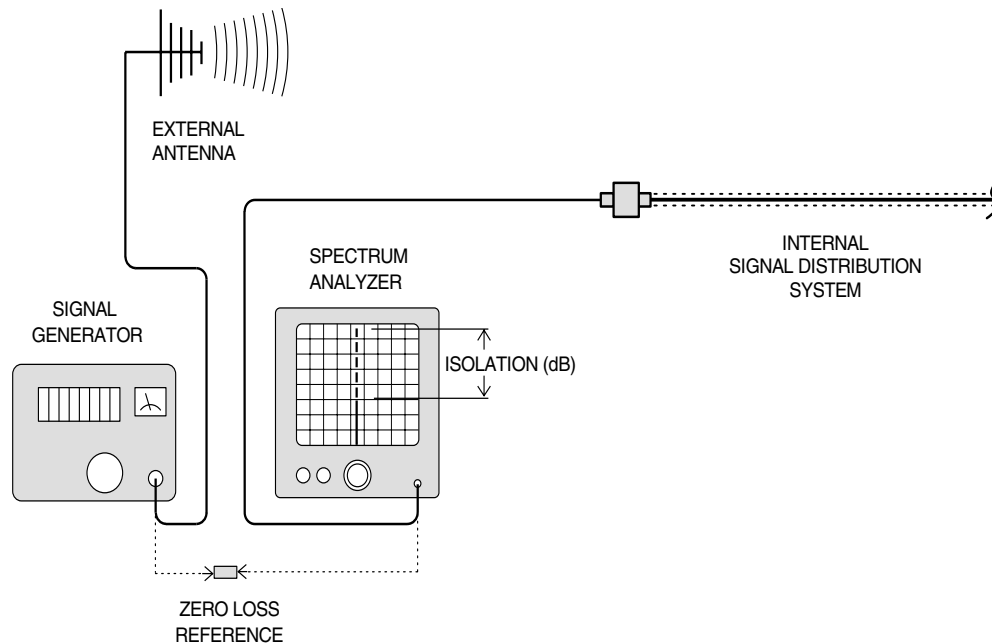 EXTERNAL
ANTENNA
INTERNAL
SIGNAL DISTRIBUTION
SYSTEM
SPECTRUM
ANALYZER
SIGNAL
GENERATOR
ISOLATION (dB)
ZERO LOSS
REFERENCE